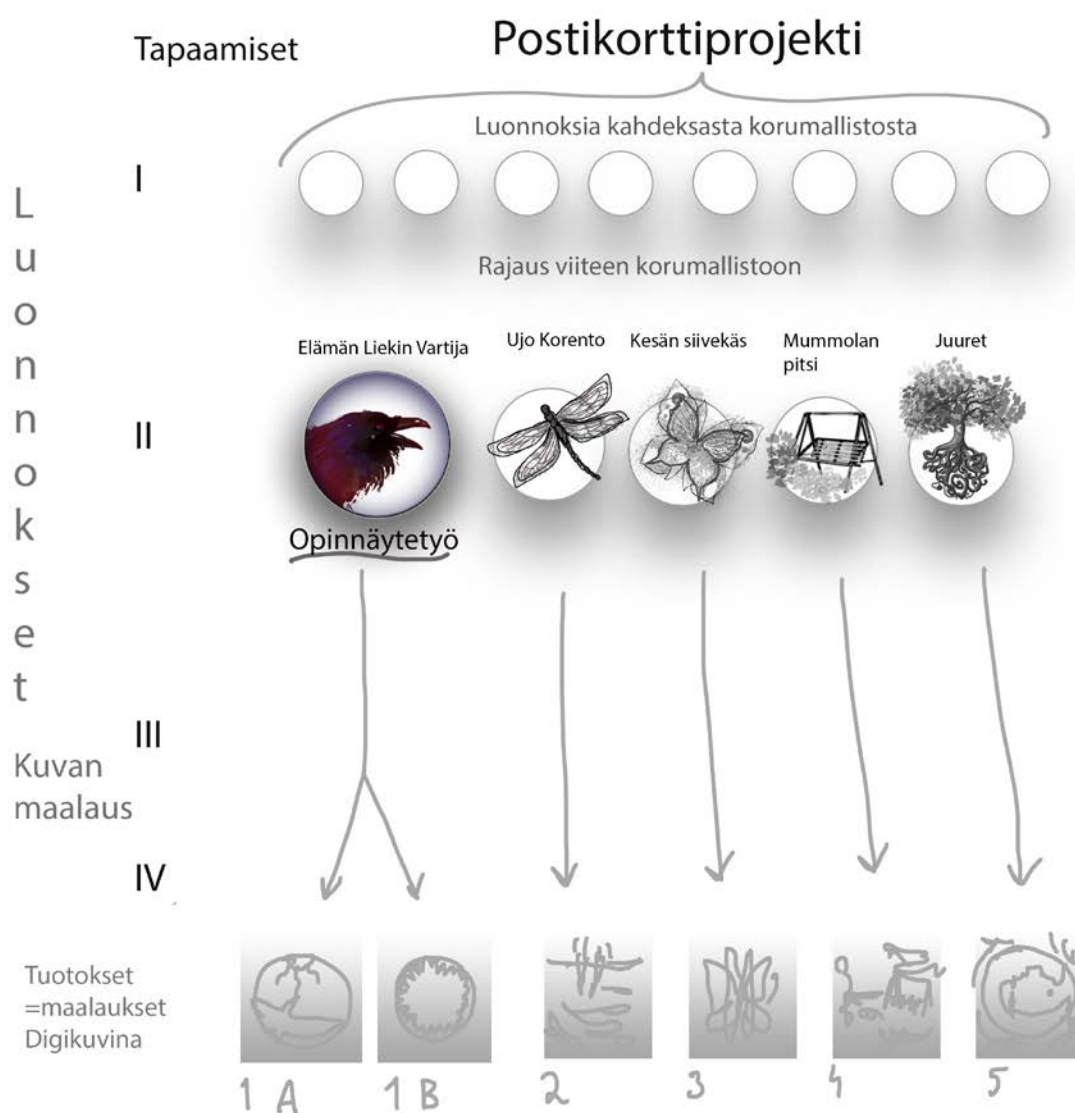 Tapaamiset
Postikorttiprojekti
Luonnoksia kahdeksasta korumallistosta
I
Luonnokset
Rajaus viiteen korumallistoon
Elämän Liekin Vartija
Ujo Korento
Kesän siivekäs
Mummolan
pitsi
Juuret
II
Opinnäytetyö
III
Kuvan
maalaus
IV
Tuotokset
=maalaukset
Digikuvina
1 A
1 B
2
3
4
5